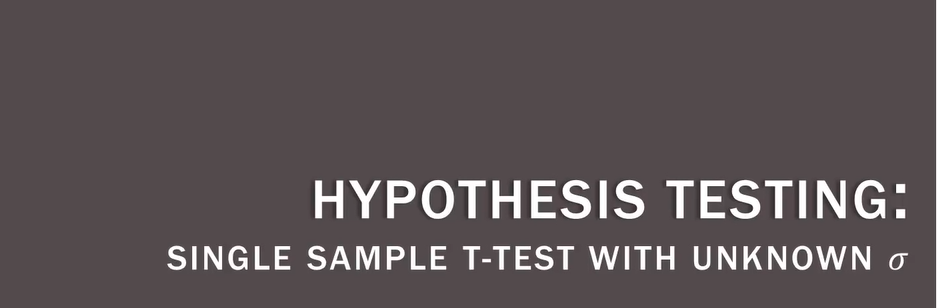 HYPOTHESIS TESTING:
SINGLE SAMPLE T-TEST WITH UNKNOWN σ